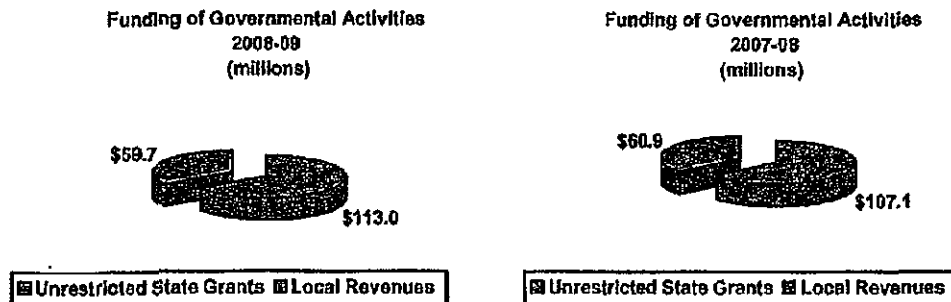 Funding of Governmental Activities
2008-09
(millions)
$59.7
$113.0
Unrestricted State Grants Local Revenues
Funding of Governmental Activities
2007-08
(millions)
$60.9
$107.1
Unrestricted State Grants Local Revenues